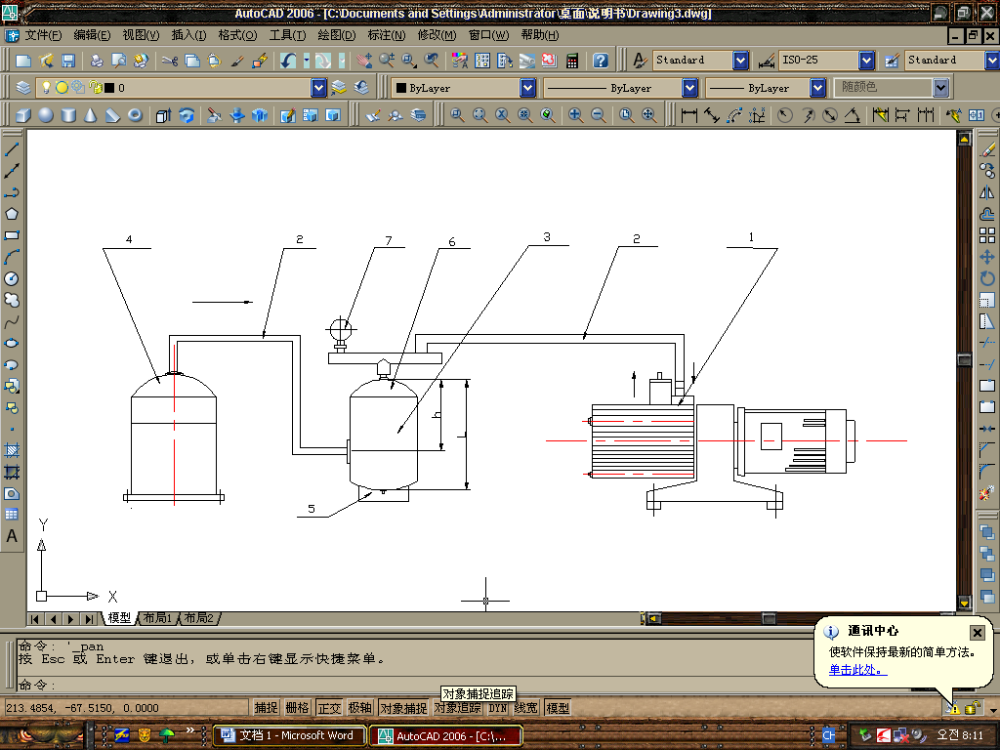 AutoCAD 2006 - [C:\Documents and Settings\Administrator\桌面\说明书\Drawing3.dwg]
文件(F) 编辑(E) 视图(V) 插入(I) 格式(O) 工具(T) 绘图(D) 标注(N) 修改(M) 窗口(W) 帮助(H)
Standard ISO-25 Standard
0 ByLayer ByLayer ByLayer 随颜色
4 2 7 6 3 2 1
h
L
5
Y
X
模型 布局1 布局2
命令: '_pan
按 Esc 或 Enter 键退出，或单击右键显示快捷菜单。
命令:
通讯中心
使软件保持最新的简单方法。
单击此处。
对象捕捉追踪
213.4854, -67.5150, 0.0000 捕捉 栅格 正交 极轴 对象捕捉 对象追踪 DYN 线宽 模型
文档 1 - Microsoft Word AutoCAD 2006 - [C:\... CH 오전 8:11